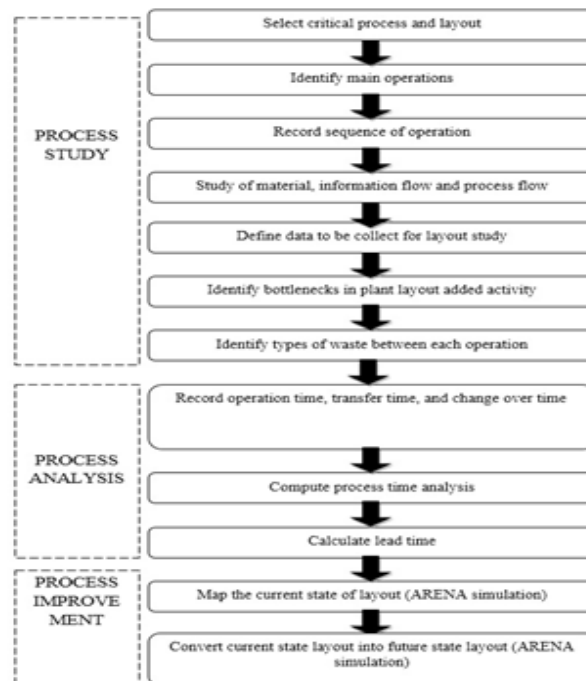 Select critical process and layout
Identify main operations
PROCESS
STUDY
Record sequence of operation
Study of material, information flow and process flow
Define data to be collect for layout study
Identify bottlenecks in plant layout added activity
Identify types of waste between each operation
Record operation time, transfer time, and change over time
PROCESS
ANALYSIS
Compute process time analysis
Calculate lead time
PROCESS
IMPROVE
MENT
Map the current state of layout (ARENA simulation)
Convert current state layout into future state layout (ARENA
simulation)